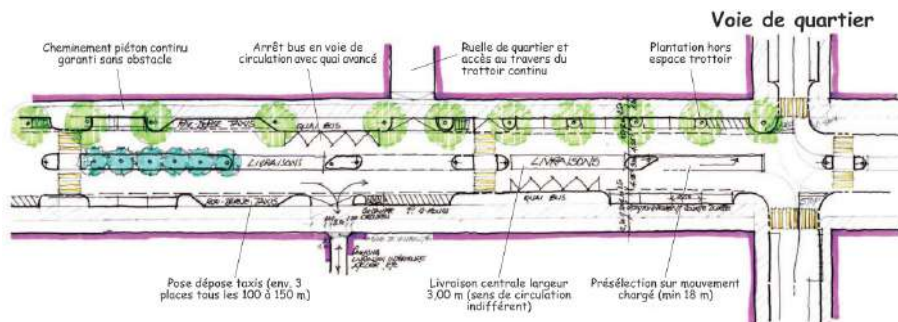 Voie de quartier
Cheminement piéton continu
garanti sans obstacle
Arrêt bus en voie de
circulation avec quai avancé
Ruelle de quartier et
accès au travers du
trottoir continu
Plantation hors
espace trottoir
QUAI BUS
LIVRAISONS
LIVRAISONS
QUAI BUS
Pose dépose taxis (env. 3
places tous les 100 à 150 m)
Livraison centrale largeur
3,00 m (sens de circulation
indifférent)
Présélection sur mouvement
chargé (min 18 m)